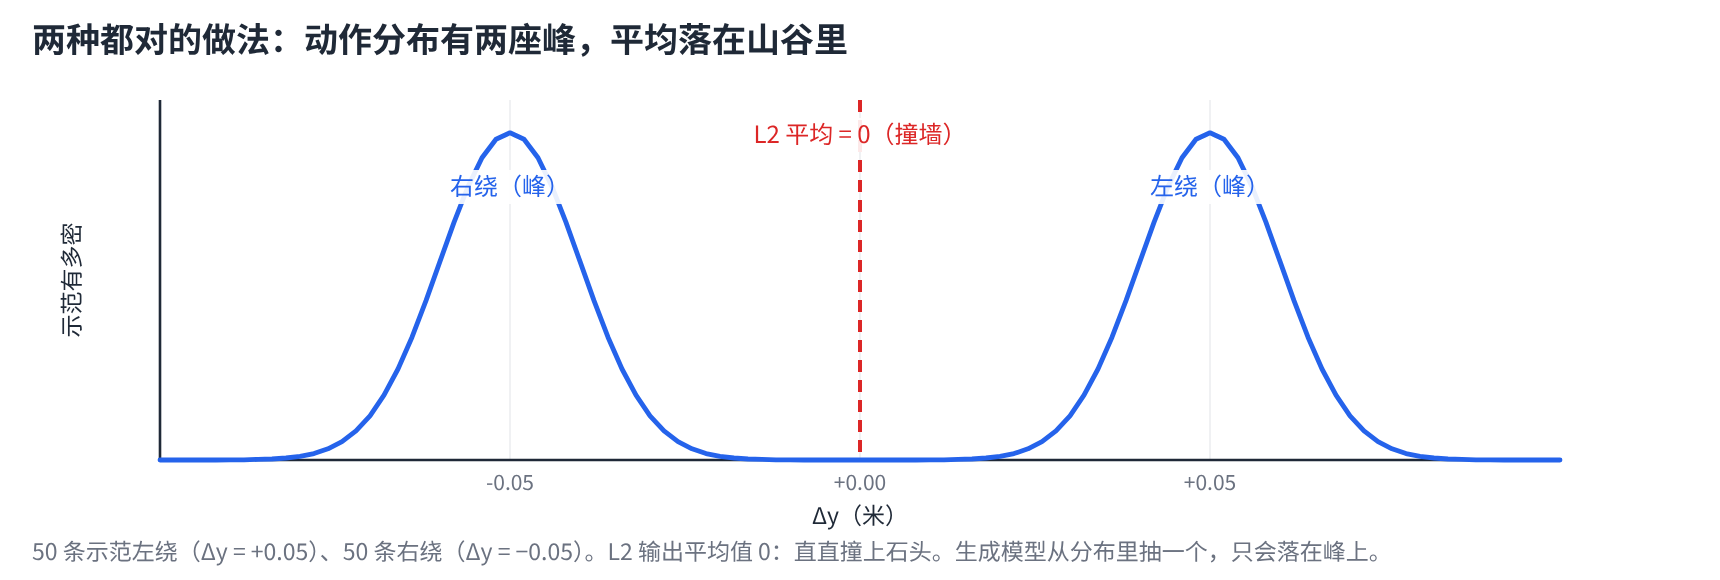 两种都对的做法：动作分布有两座峰，平均落在山谷里
L2 平均 = 0（撞墙）
右绕（峰）
左绕（峰）
示范有多密
-0.05
+0.00
+0.05
Δy（米）
50 条示范左绕（Δy = +0.05）、50 条右绕（Δy = −0.05）。L2 输出平均值 0：直直撞上石头。生成模型从分布里抽一个，只会落在峰上。